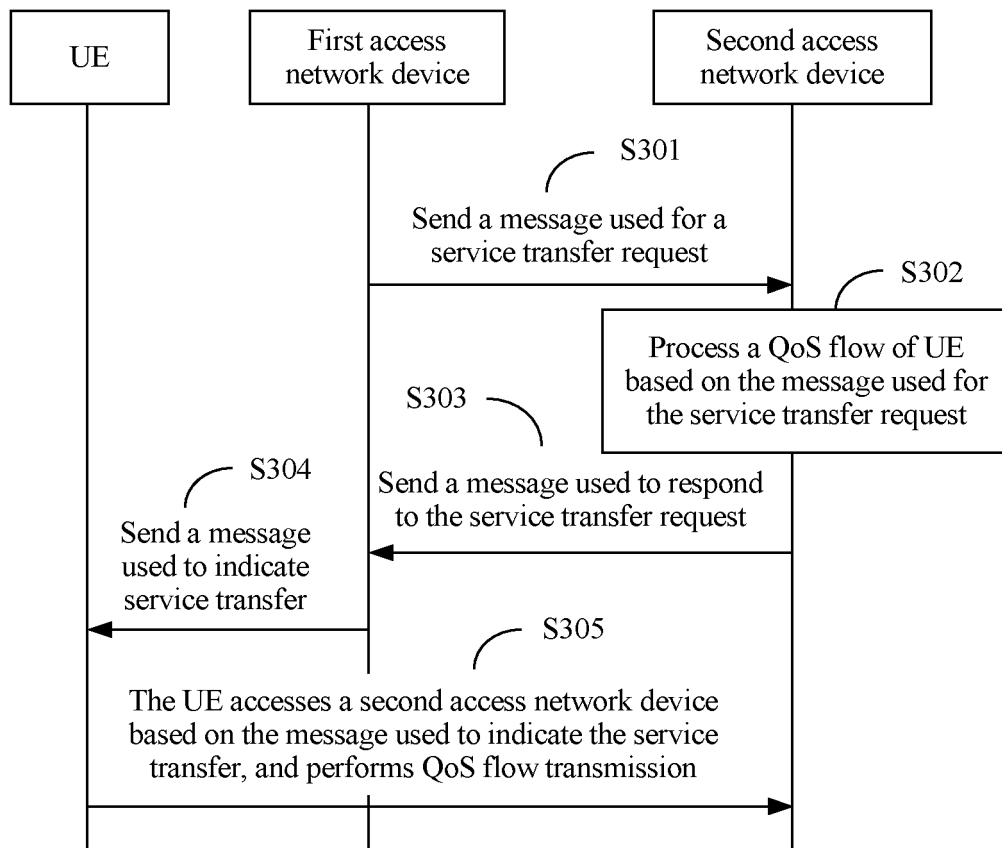 UE
First access
network device
Second access
network device
S301
Send a message used for a
service transfer request
S302
Process a QoS flow of UE
based on the message used for
the service transfer request
S303
Send a message used to respond
to the service transfer request
S304
Send a message
used to indicate
service transfer
S305
The UE accesses a second access network device
based on the message used to indicate the service
transfer, and performs QoS flow transmission